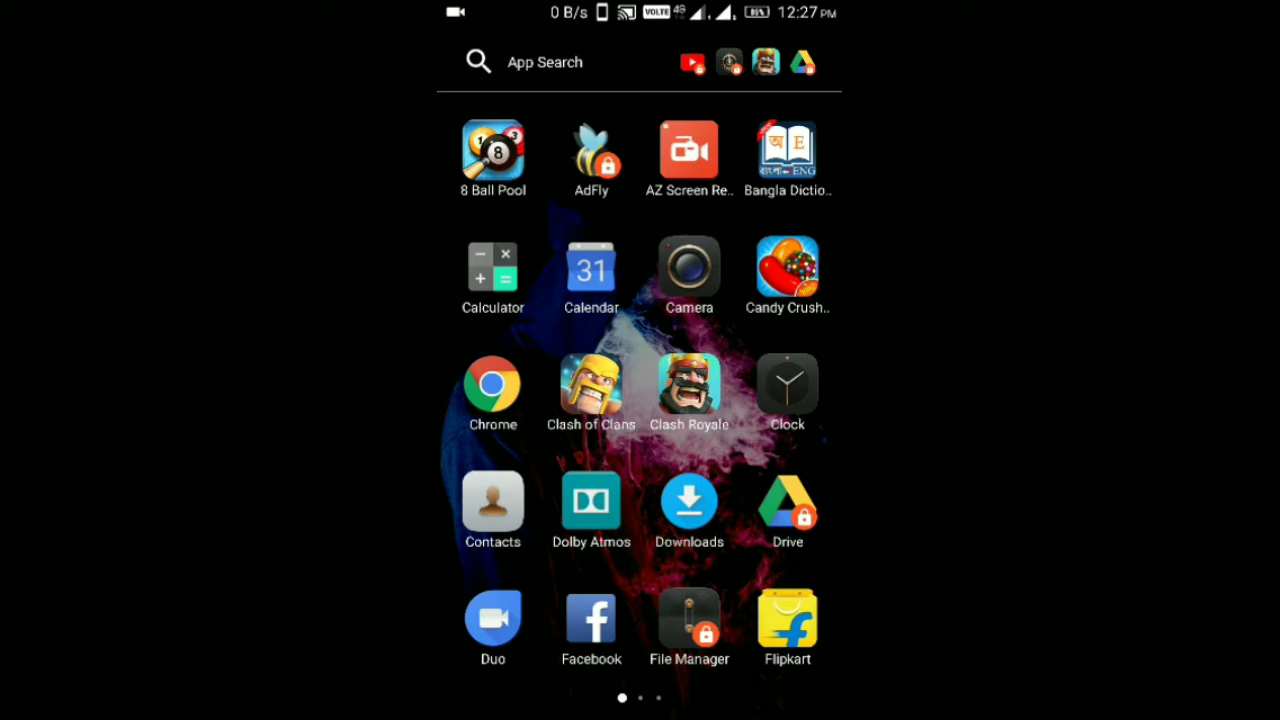 0 B/s VOLTE 4G 85% 12:27 PM
App Search
8 Ball Pool AdFly AZ Screen Re.. Bangla Dictio..
Calculator Calendar Camera Candy Crush..
Chrome Clash of Clans Clash Royale Clock
Contacts Dolby Atmos Downloads Drive
Duo Facebook File Manager Flipkart